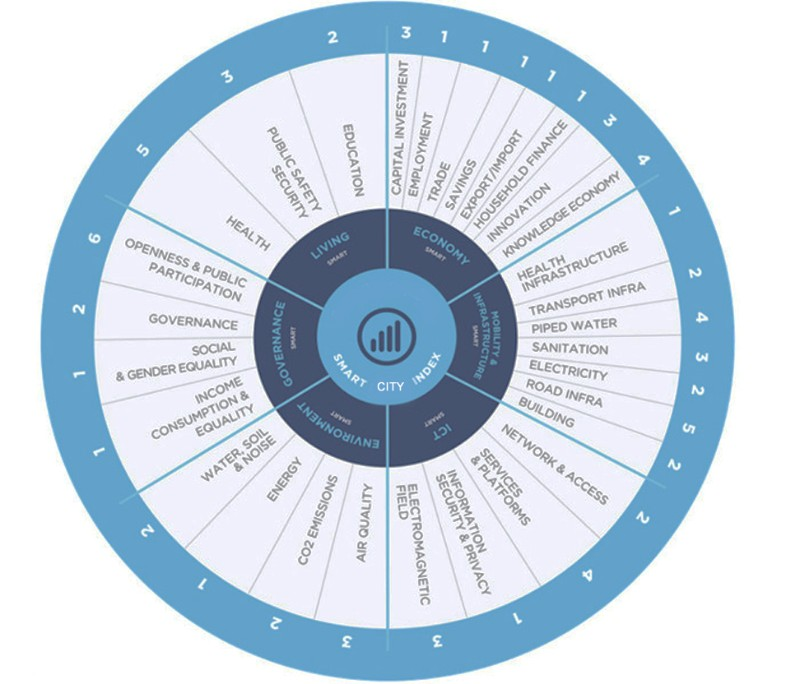 SMART CITY INDEX
LIVING
SMART
ECONOMY
SMART
MOBILITY &
INFRASTRUCTURE
SMART
ICT
SMART
ENVIRONMENT
SMART
GOVERNANCE
SMART
3
CAPITAL INVESTMENT
1
EMPLOYMENT
1
TRADE
1
SAVINGS
1
EXPORT/IMPORT
1
HOUSEHOLD FINANCE
3
INNOVATION
4
KNOWLEDGE ECONOMY
1
HEALTH
INFRASTRUCTURE
2
TRANSPORT INFRA
4
PIPED WATER
3
SANITATION
2
ELECTRICITY
5
ROAD INFRA
2
BUILDING
2
NETWORK & ACCESS
4
SERVICES
& PLATFORMS
1
INFORMATION
SECURITY & PRIVACY
3
ELECTROMAGNETIC
FIELD
3
AIR QUALITY
2
CO2 EMISSIONS
1
ENERGY
2
WATER, SOIL
& NOISE
1
INCOME
CONSUMPTION &
EQUALITY
1
SOCIAL
& GENDER EQUALITY
2
GOVERNANCE
6
OPENNESS & PUBLIC
PARTICIPATION
5
HEALTH
3
PUBLIC SAFETY
SECURITY
2
EDUCATION